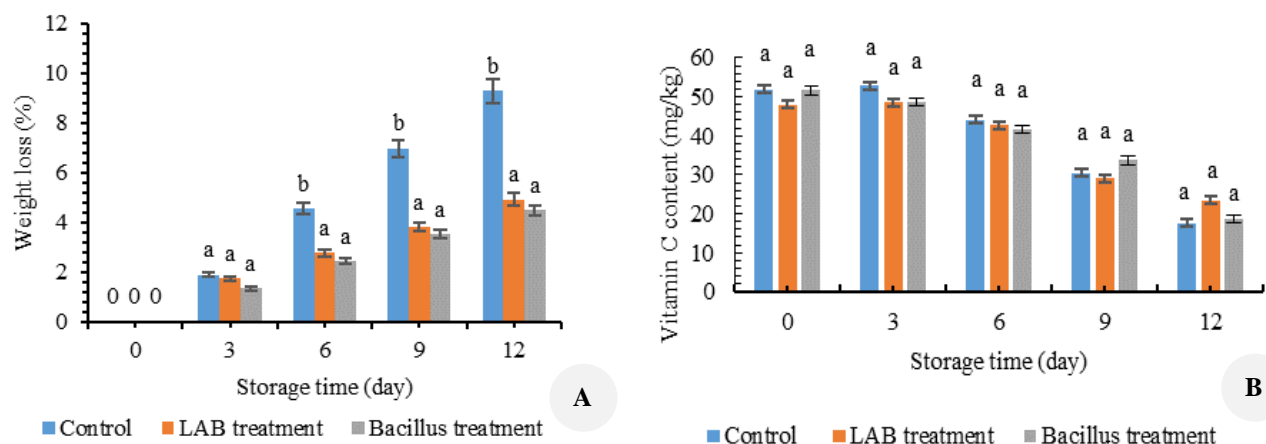 12
10
8
6
4
2
0
Weight loss (%)
0 0 0
a a a
b a a
b a a
b a a
0 3 6 9 12
Storage time (day)
A
Control LAB treatment Bacillus treatment
60
50
40
30
20
10
0
Vitamin C content (mg/kg)
a a a
a a a
a a a
a a a
a a a
0 3 6 9 12
Storage time (day)
B
Control LAB treatment Bacillus treatment